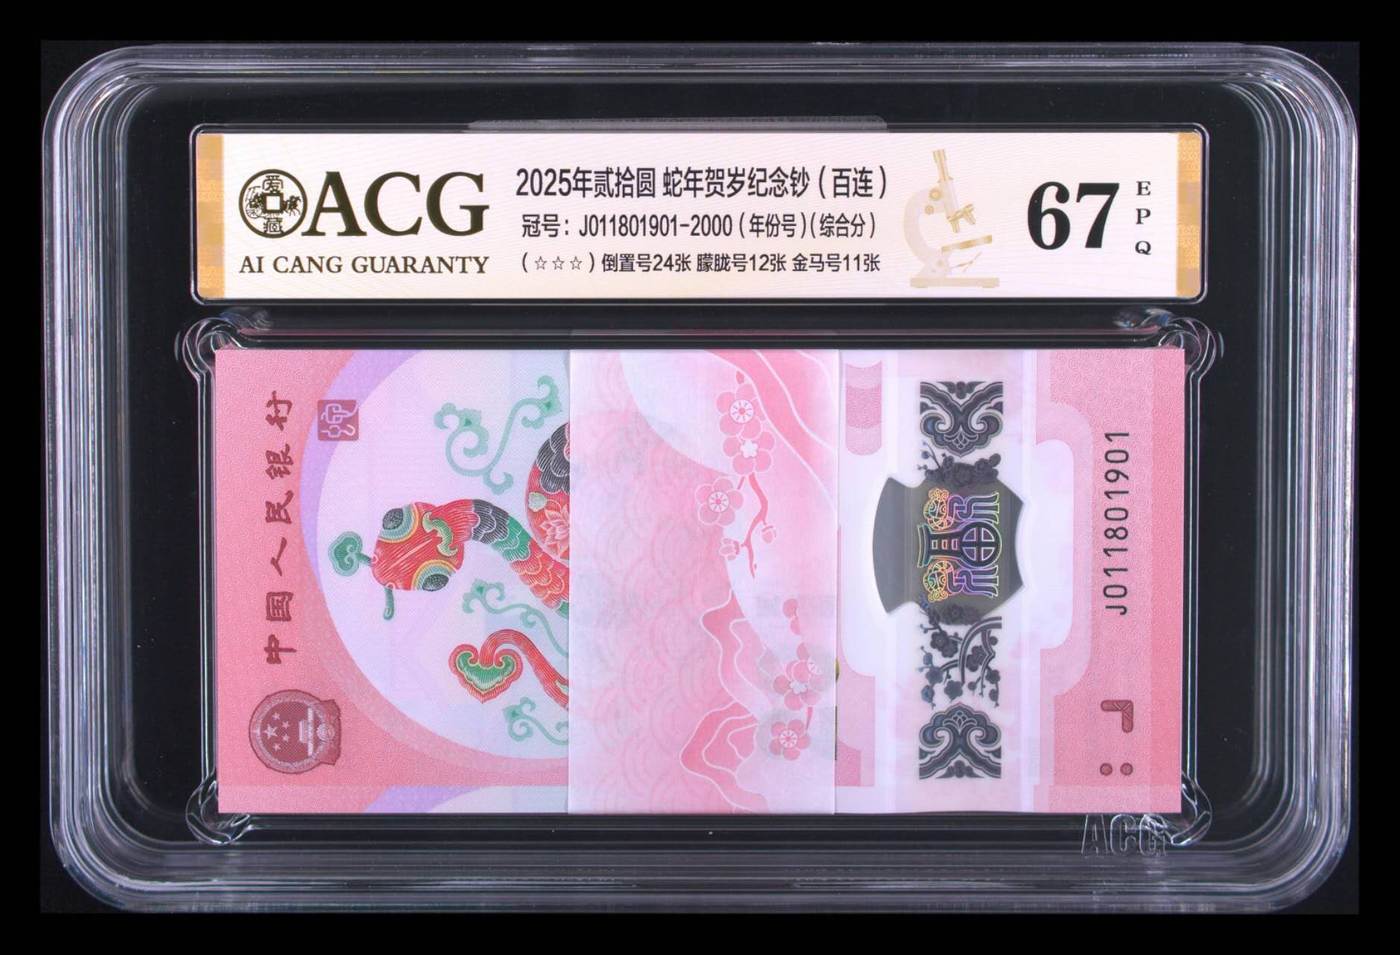 ACG
AI CANG GUARANTY
2025年贰拾圆 蛇年贺岁纪念钞（百连）
冠号：J011801901-2000（年份号）(综合分)
（☆☆☆）倒置号24张 朦胧号12张 金马号11张
67
EPQ
中国人民银行
福
J011801901
ACG